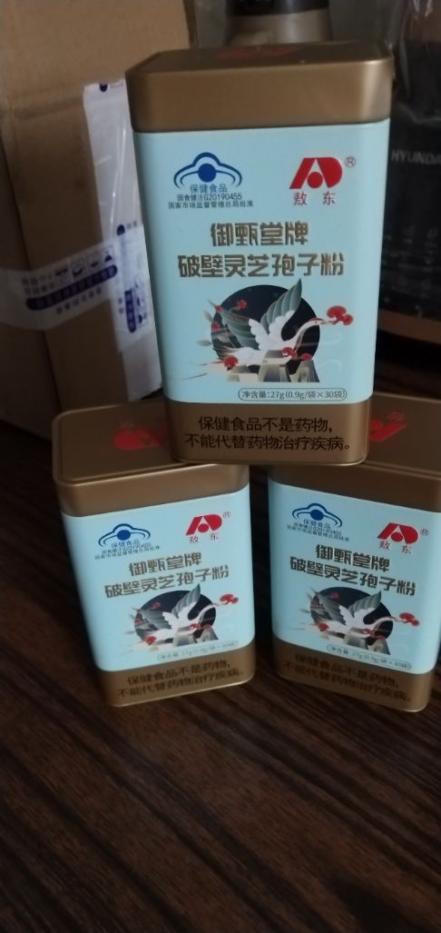 HYUNDAI
保健食品
国食健注G20190455
国家市场监督管理总局批准
敖东®
御甄堂牌
破壁灵芝孢子粉
净含量:27g(0.9g/袋×30袋)
保健食品不是药物,
不能代替药物治疗疾病。
保健食品
敖东®
御甄堂牌
破壁灵芝孢子粉
保健食品不是药物,
不能代替药物治疗疾病。
保健食品
敖东®
御甄堂牌
破壁灵芝孢子粉
保健食品不是药物,
不能代替药物治疗疾病。